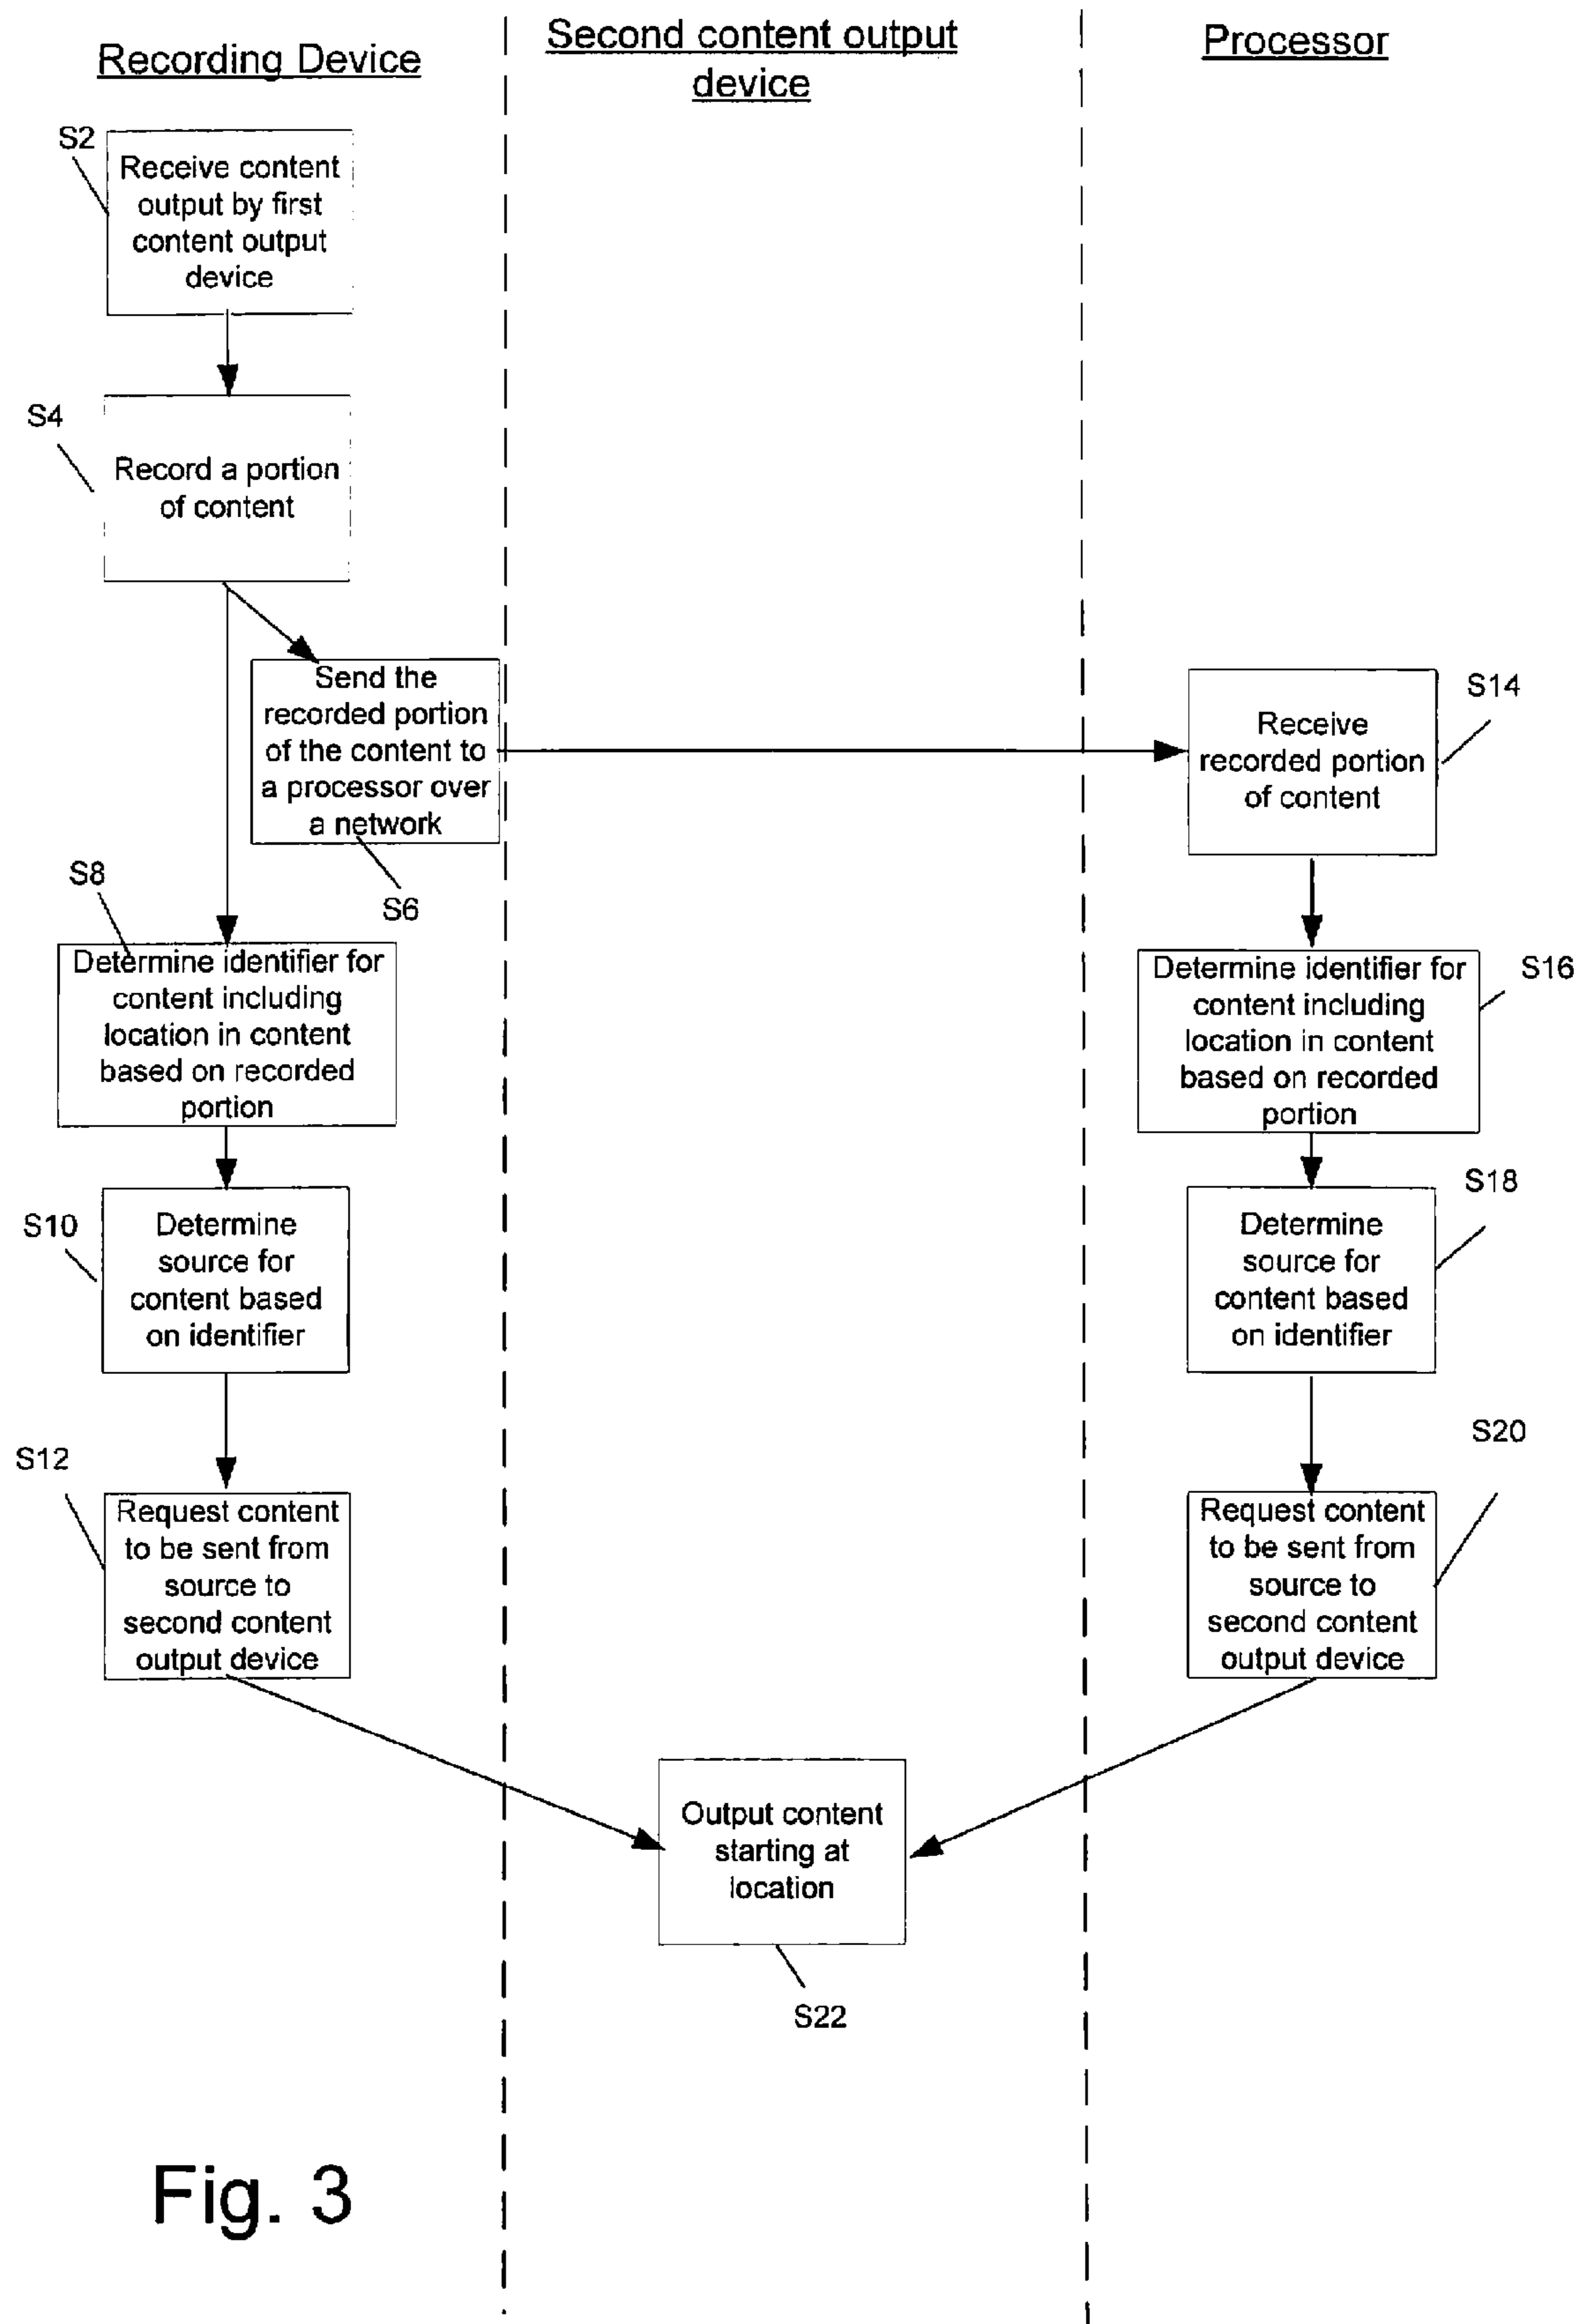 Recording Device
Second content output
device
Processor
S2
Receive content
output by first
content output
device
S4
Record a portion
of content
Send the
recorded portion
of the content to
a processor over
a network
S6
S14
Receive
recorded portion
of content
S8
Determine identifier for
content including
location in content
based on recorded
portion
S16
Determine identifier for
content including
location in content
based on recorded
portion
S10
Determine
source for
content based
on identifier
S18
Determine
source for
content based
on identifier
S12
Request content
to be sent from
source to
second content
output device
S20
Request content
to be sent from
source to
second content
output device
Output content
starting at
location
S22
Fig. 3